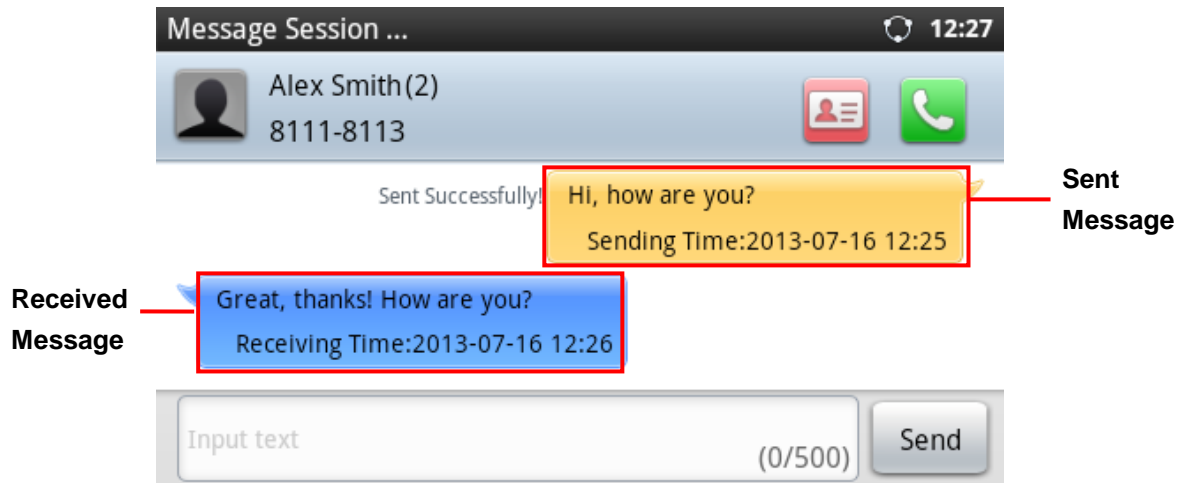 Message Session ...
12:27
Alex Smith(2)
8111-8113
Sent Successfully!
Hi, how are you?
Sending Time:2013-07-16 12:25
Sent
Message
Received
Message
Great, thanks! How are you?
Receiving Time:2013-07-16 12:26
Input text
(0/500)
Send